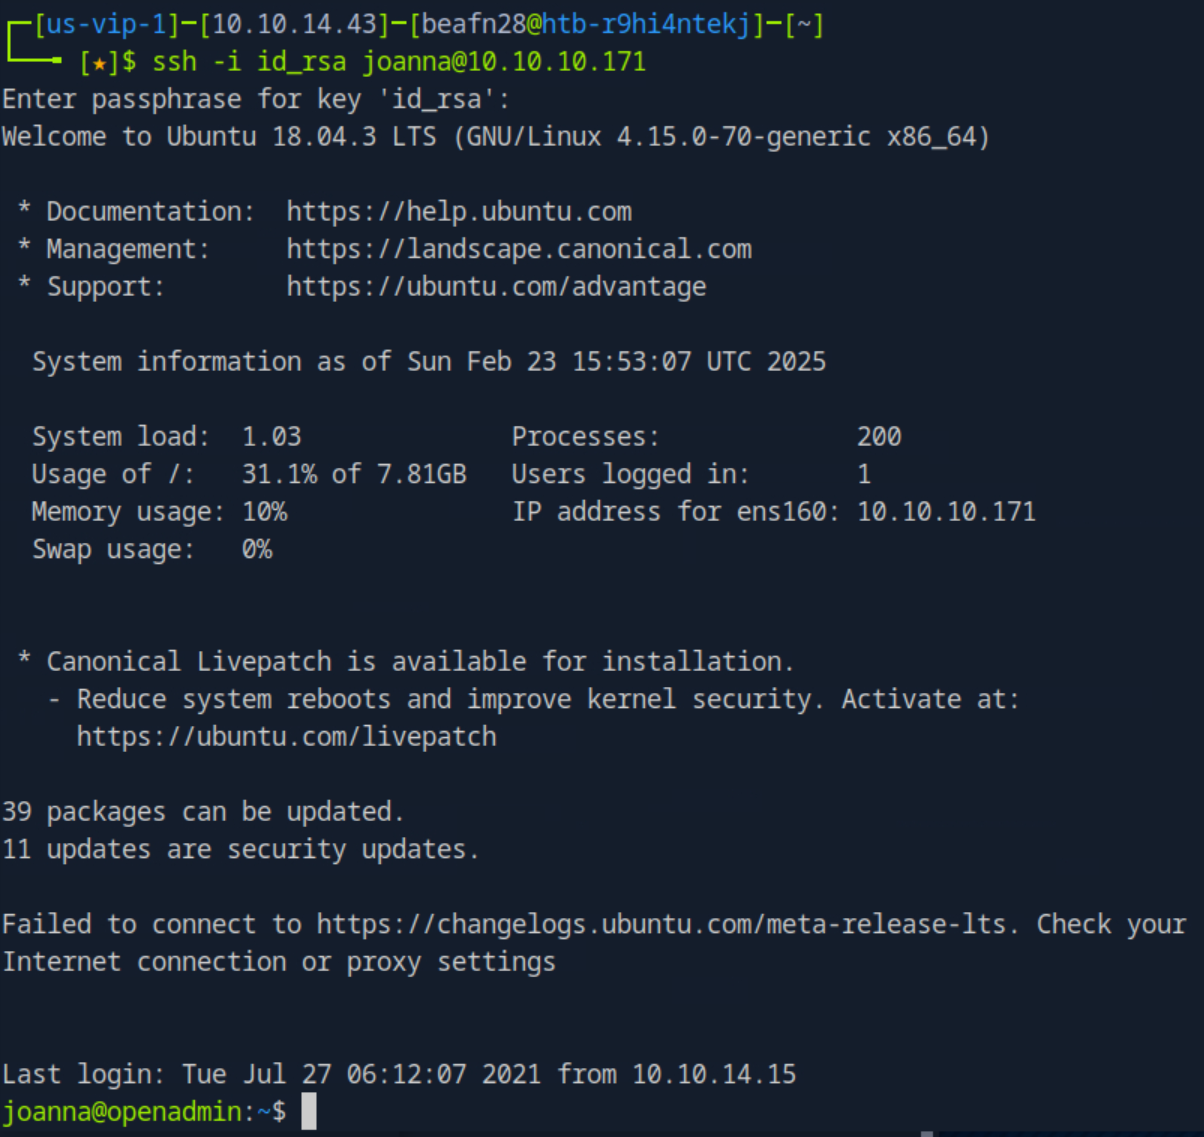 ┌─[us-vip-1]─[10.10.14.43]─[beafn28@htb-r9hi4ntekj]─[~]
└──╼ [★]$ ssh -i id_rsa joanna@10.10.10.171
Enter passphrase for key 'id_rsa':
Welcome to Ubuntu 18.04.3 LTS (GNU/Linux 4.15.0-70-generic x86_64)

 * Documentation:  https://help.ubuntu.com
 * Management:     https://landscape.canonical.com
 * Support:        https://ubuntu.com/advantage

  System information as of Sun Feb 23 15:53:07 UTC 2025

  System load:  1.03              Processes:             200
  Usage of /:   31.1% of 7.81GB   Users logged in:       1
  Memory usage: 10%               IP address for ens160: 10.10.10.171
  Swap usage:   0%


 * Canonical Livepatch is available for installation.
   - Reduce system reboots and improve kernel security. Activate at:
     https://ubuntu.com/livepatch

39 packages can be updated.
11 updates are security updates.

Failed to connect to https://changelogs.ubuntu.com/meta-release-lts. Check your
Internet connection or proxy settings


Last login: Tue Jul 27 06:12:07 2021 from 10.10.14.15
joanna@openadmin:~$